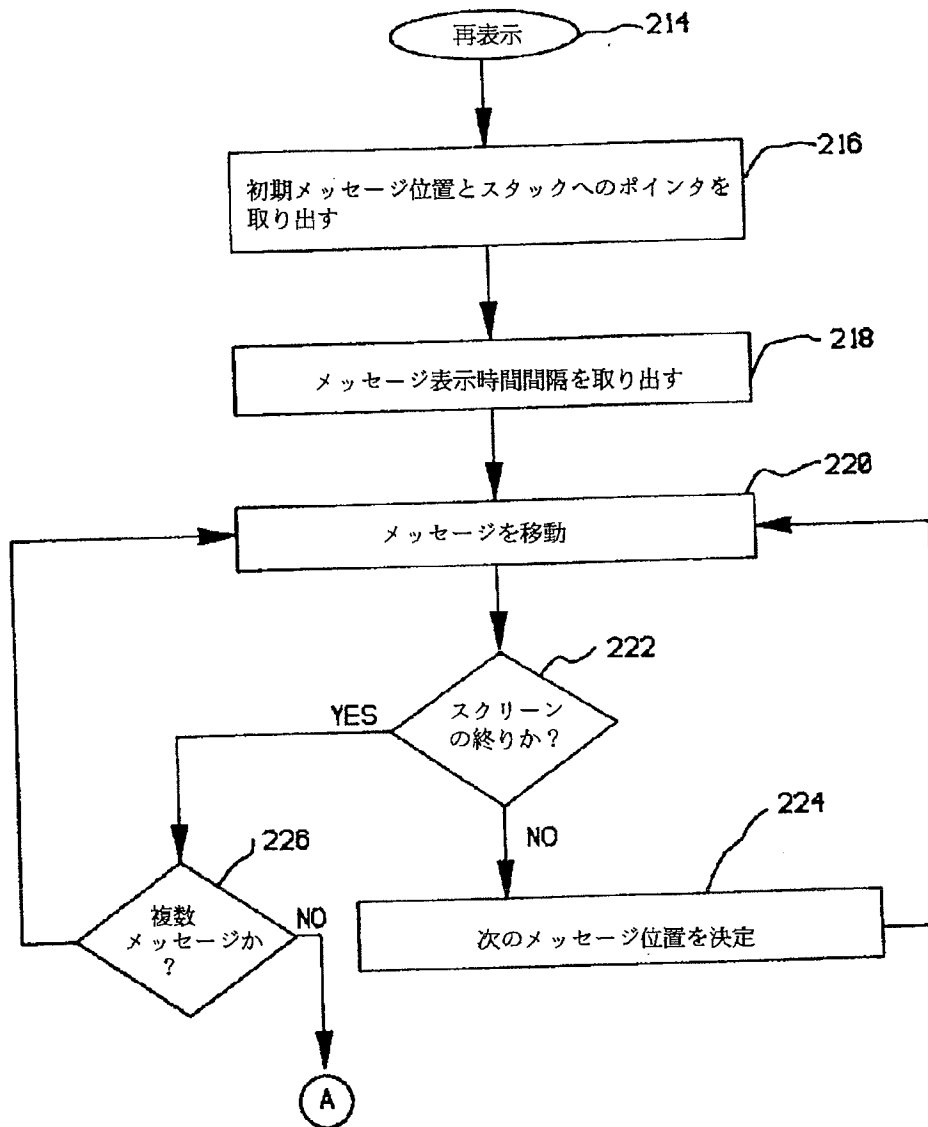 再表示
214
216
初期メッセージ位置とスタックへのポインタを
取り出す
218
メッセージ表示時間間隔を取り出す
220
メッセージを移動
222
スクリーン
の終りか？
YES
NO
224
次のメッセージ位置を決定
226
複数
メッセージか
？
NO
A